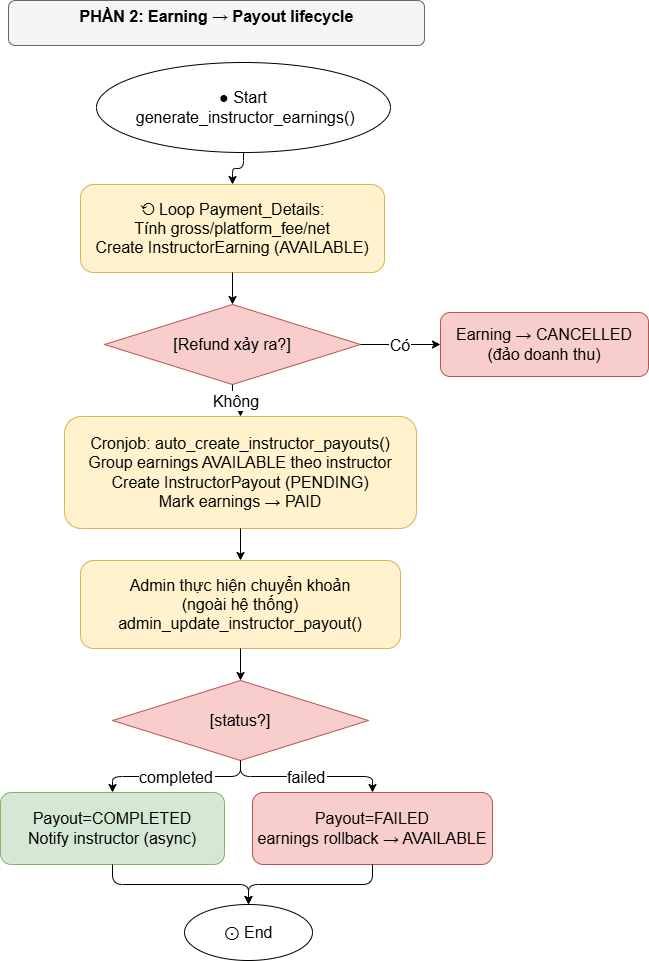 PHẦN 2: Earning → Payout lifecycle
● Start
generate_instructor_earnings()
⟲ Loop Payment_Details:
Tính gross/platform_fee/net
Create InstructorEarning (AVAILABLE)
[Refund xảy ra?]
Có
Earning → CANCELLED
(đảo doanh thu)
Không
Cronjob: auto_create_instructor_payouts()
Group earnings AVAILABLE theo instructor
Create InstructorPayout (PENDING)
Mark earnings → PAID
Admin thực hiện chuyển khoản
(ngoài hệ thống)
admin_update_instructor_payout()
[status?]
completed
failed
Payout=COMPLETED
Notify instructor (async)
Payout=FAILED
earnings rollback → AVAILABLE
⊙ End